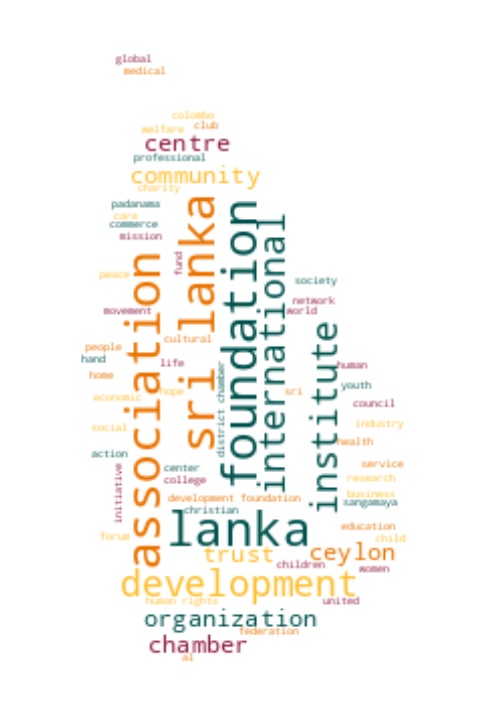 global
medical
colombo
club
welfare
centre
professional
community
charity
padanama
care
commerce
mission
association
sri lanka
foundation
international
fund
peace
society
network
world
movement
institute
cultural
people
hand
life
home
district chamber
human
youth
hope
sri
economic
council
social
industry
health
action
center
service
initiative
college
research
development foundation
business
sangamaya
christian
lanka
education
forum
child
trust
ceylon
children
women
development
human rights
united
organization
federation
chamber
al